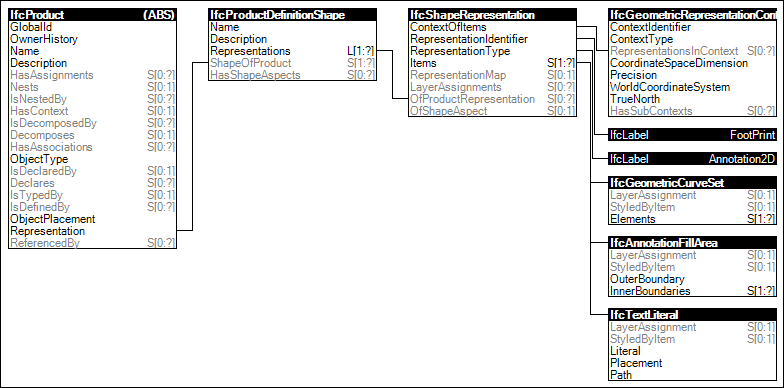 IfcProduct (ABS)
GlobalId
OwnerHistory
Name
Description
HasAssignments S[0:?]
Nests S[0:1]
IsNestedBy S[0:?]
HasContext S[0:1]
IsDecomposedBy S[0:?]
Decomposes S[0:1]
HasAssociations S[0:?]
ObjectType
IsDeclaredBy S[0:1]
Declares S[0:?]
IsTypedBy S[0:1]
IsDefinedBy S[0:?]
ObjectPlacement
Representation
ReferencedBy S[0:?]
IfcProductDefinitionShape
Name
Description
Representations L[1:?]
ShapeOfProduct S[1:?]
HasShapeAspects S[0:?]
IfcShapeRepresentation
ContextOfItems
RepresentationIdentifier
RepresentationType
Items S[1:?]
RepresentationMap S[0:1]
LayerAssignments S[0:?]
OfProductRepresentation S[0:?]
OfShapeAspect S[0:1]
IfcGeometricRepresentationCon
ContextIdentifier
ContextType
RepresentationsInContext S[0:?]
CoordinateSpaceDimension
Precision
WorldCoordinateSystem
TrueNorth
HasSubContexts S[0:?]
IfcLabel FootPrint
IfcLabel Annotation2D
IfcGeometricCurveSet
LayerAssignment S[0:1]
StyledByItem S[0:1]
Elements S[1:?]
IfcAnnotationFillArea
LayerAssignment S[0:1]
StyledByItem S[0:1]
OuterBoundary
InnerBoundaries S[1:?]
IfcTextLiteral
LayerAssignment S[0:1]
StyledByItem S[0:1]
Literal
Placement
Path